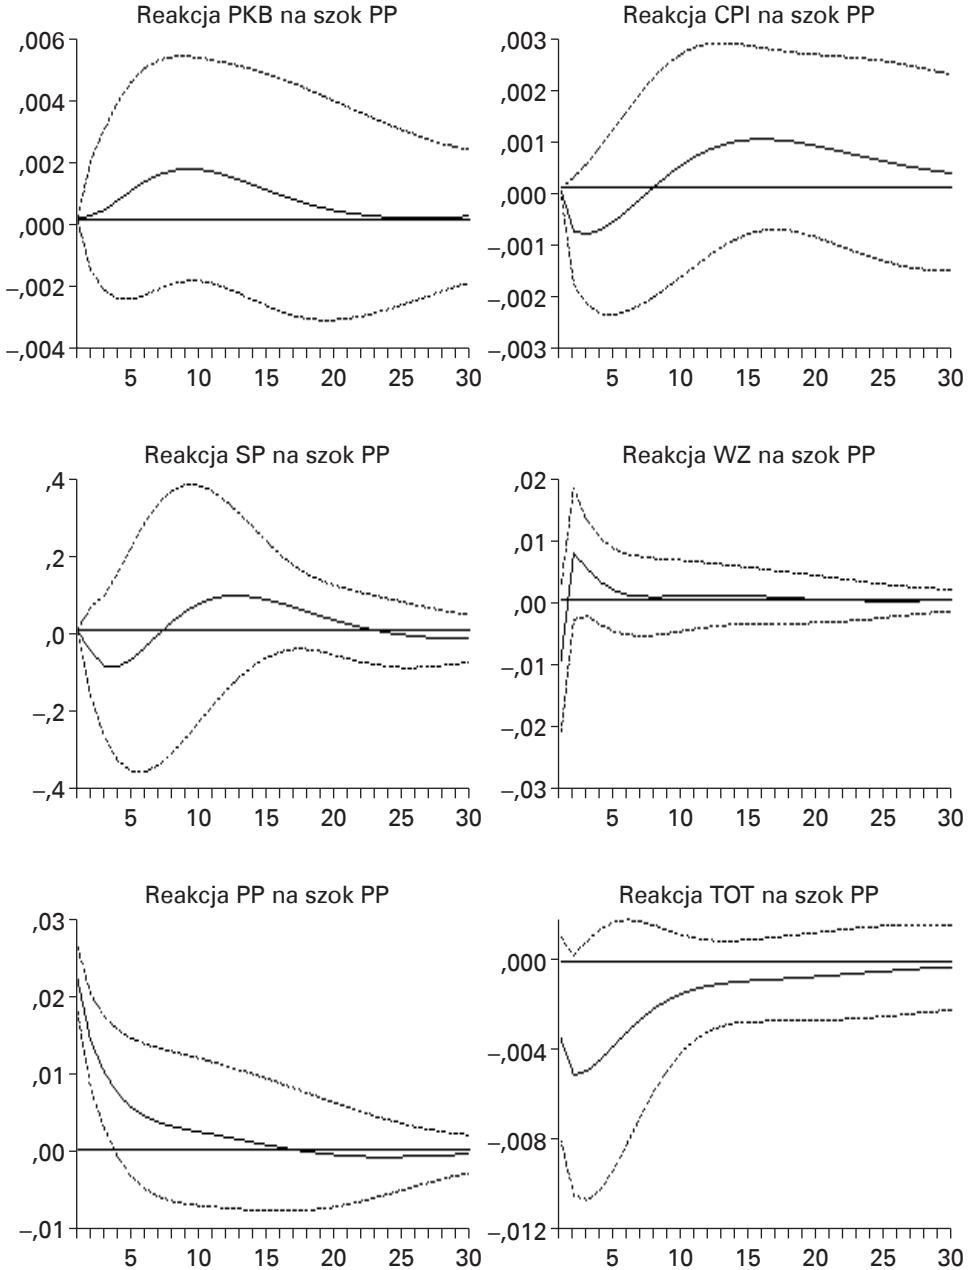 Reakcja PKB na szok PP
,006
,004
,002
,000
–,002
–,004
5 10 15 20 25 30
Reakcja CPI na szok PP
,003
,002
,001
,000
–,001
–,002
–,003
5 10 15 20 25 30
Reakcja SP na szok PP
,4
,2
,0
–,2
–,4
5 10 15 20 25 30
Reakcja WZ na szok PP
,02
,01
,00
–,01
–,02
–,03
5 10 15 20 25 30
Reakcja PP na szok PP
,03
,02
,01
,00
–,01
5 10 15 20 25 30
Reakcja TOT na szok PP
,000
–,004
–,008
–,012
5 10 15 20 25 30